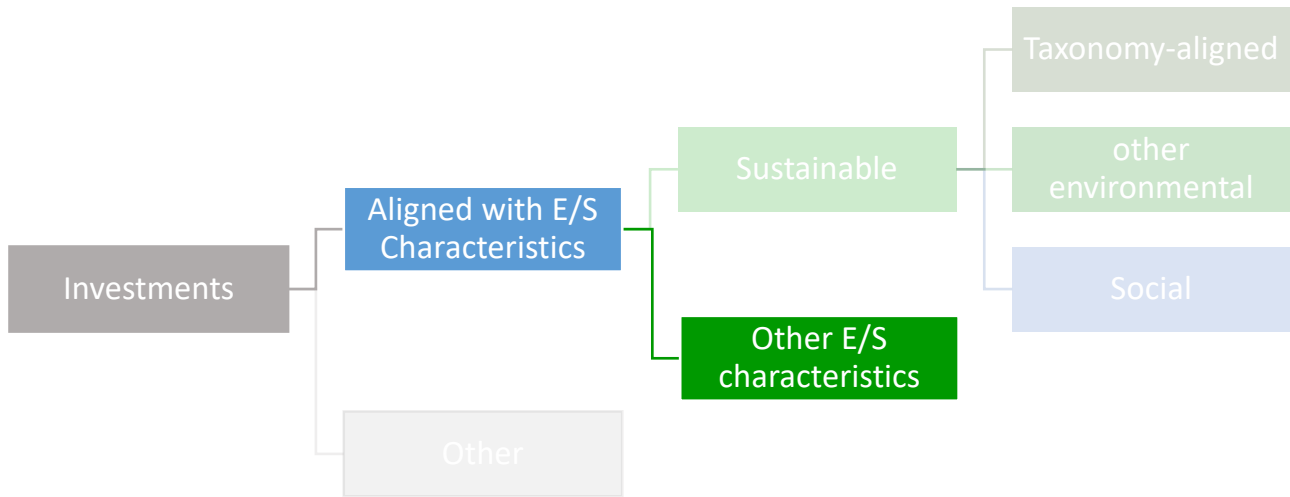 Investments
Aligned with E/S
Characteristics
Other
Sustainable
Other E/S
characteristics
Taxonomy-aligned
other
environmental
Social